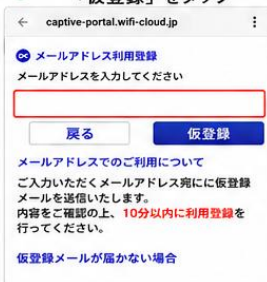 「仮登録」をタップ
captive-portal.wifi-cloud.jp
メールアドレス利用登録
メールアドレスを入力してください
戻る
仮登録
メールアドレスでのご利用について
ご入力いただくメールアドレス宛にに仮登録
メールを送信いたします。
内容をご確認の上、10分以内に利用登録を
行ってください。
仮登録メールが届かない場合